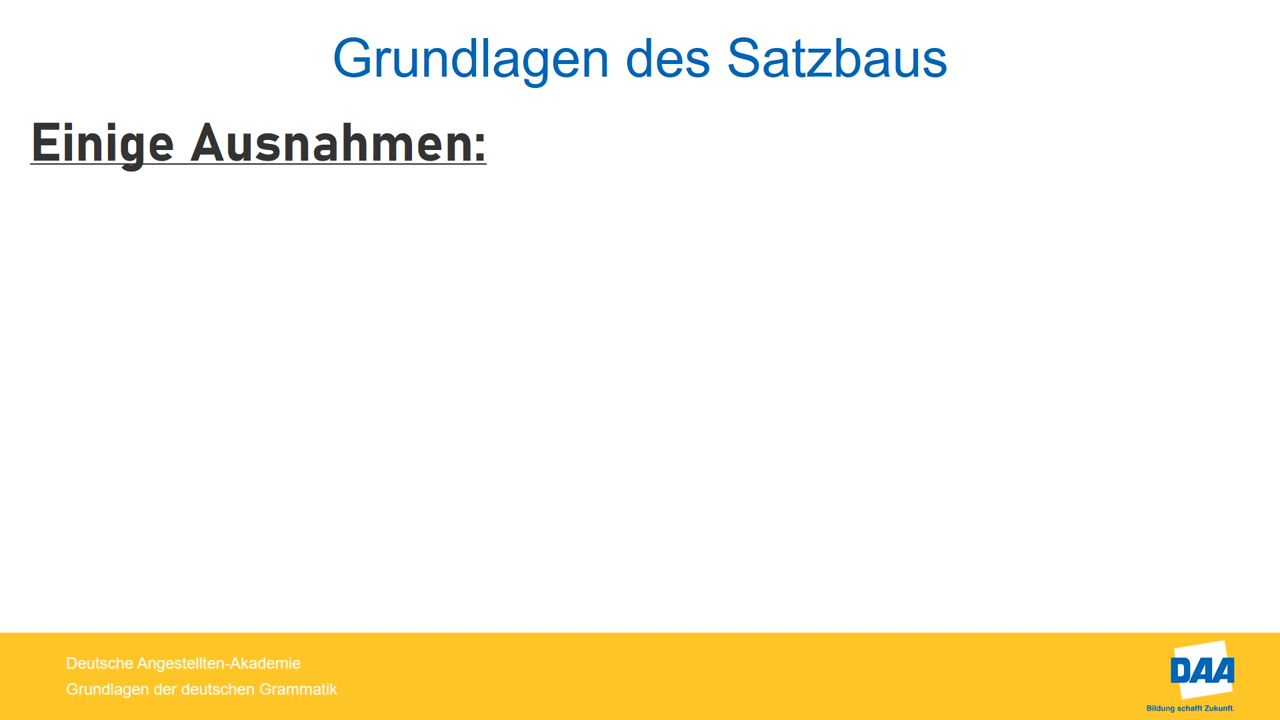 Grundlagen des Satzbaus
Einige Ausnahmen:
Deutsche Angestellten-Akademie
Grundlagen der deutschen Grammatik
DAA
Bildung schafft Zukunft.